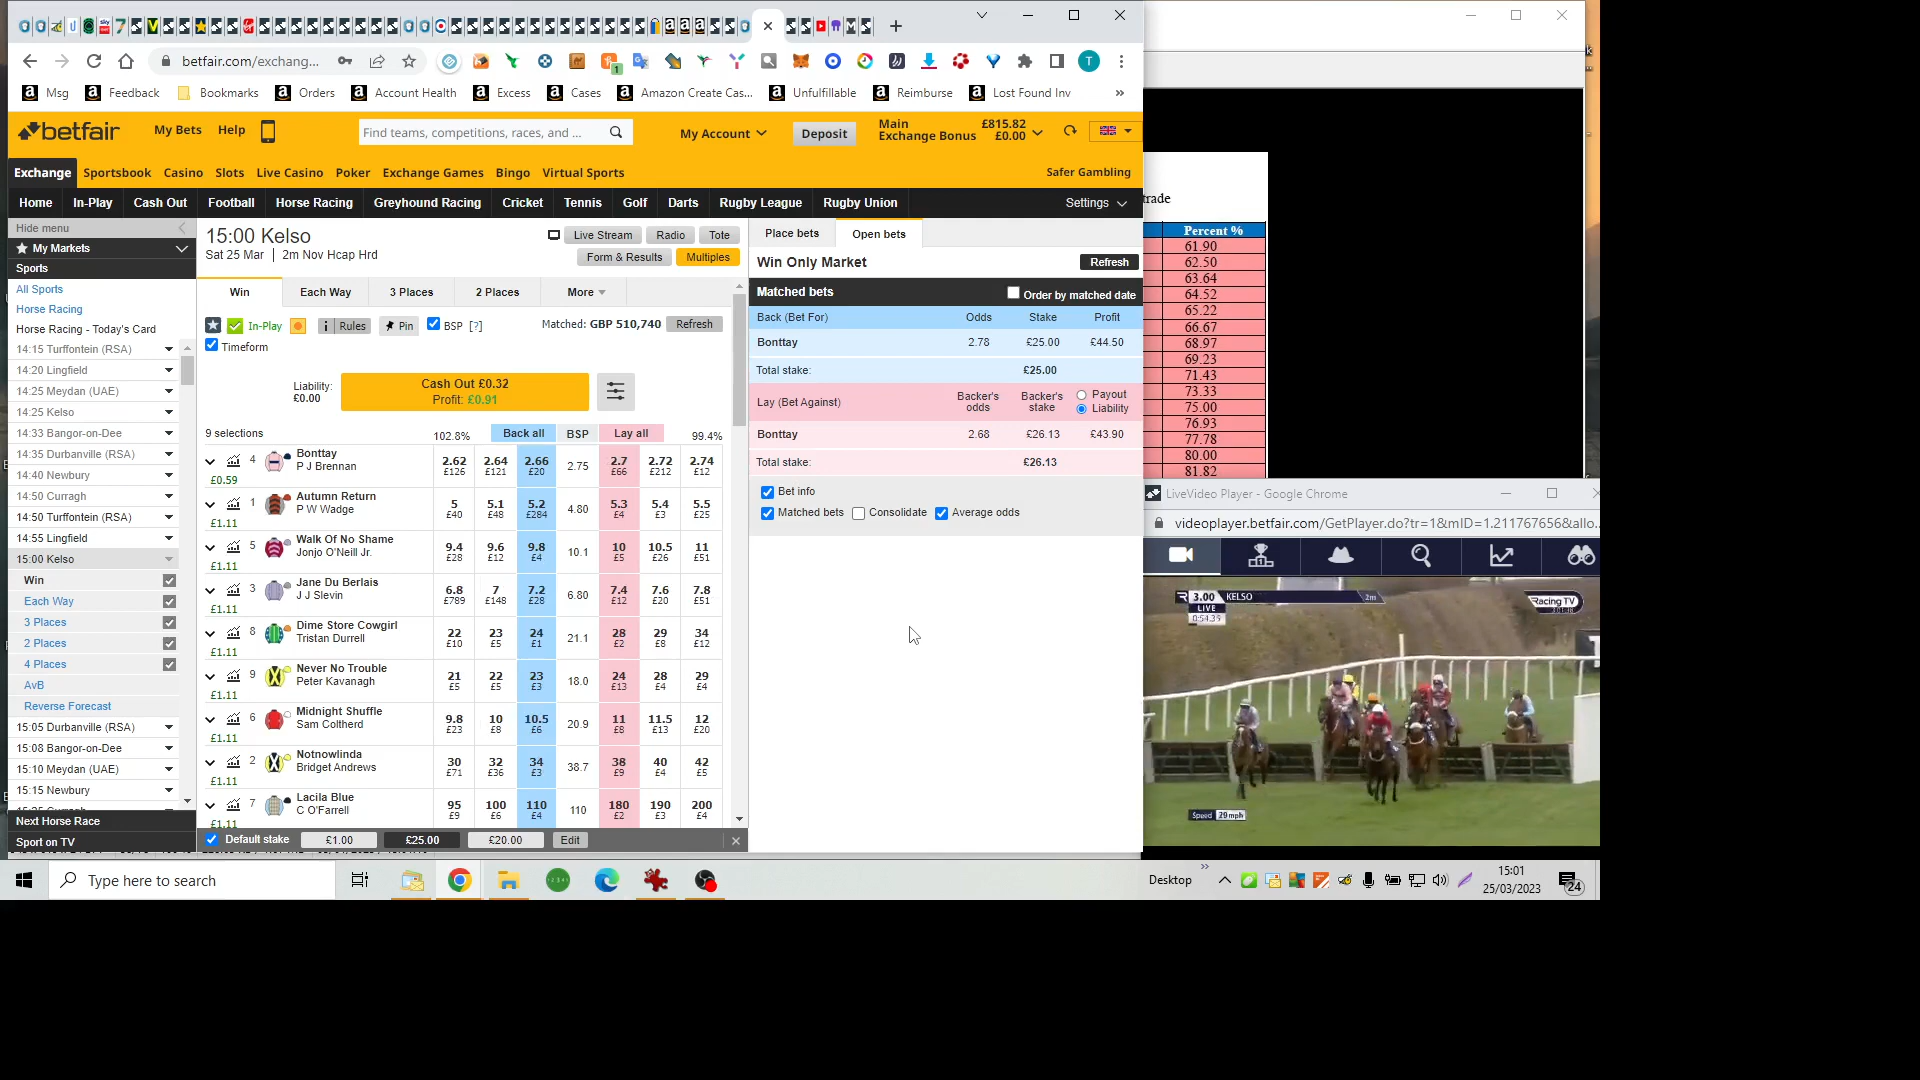 betfair.com/exchang...
T
Msg Feedback Bookmarks Orders Account Health Excess Cases Amazon Create Cas... Unfulfillable Reimburse Lost Found Inv »
betfair My Bets Help Find teams, competitions, races, and ... My Account Deposit Main £815.82
Exchange Bonus £0.00
Exchange Sportsbook Casino Slots Live Casino Poker Exchange Games Bingo Virtual Sports Safer Gambling
Home In-Play Cash Out Football Horse Racing Greyhound Racing Cricket Tennis Golf Darts Rugby League Rugby Union Settings
Hide menu
My Markets
Sports
All Sports
Horse Racing
Horse Racing - Today's Card
14:15 Turffontein (RSA)
14:20 Lingfield
14:25 Meydan (UAE)
14:25 Kelso
14:33 Bangor-on-Dee
14:35 Durbanville (RSA)
14:40 Newbury
14:50 Curragh
14:50 Turffontein (RSA)
14:55 Lingfield
15:00 Kelso
Win
Each Way
3 Places
2 Places
4 Places
AvB
Reverse Forecast
15:05 Durbanville (RSA)
15:08 Bangor-on-Dee
15:10 Meydan (UAE)
15:15 Newbury
Next Horse Race
Sport on TV
15:00 Kelso
Sat 25 Mar | 2m Nov Hcap Hrd
Live Stream Radio Tote
Form & Results Multiples
Win Each Way 3 Places 2 Places More
In-Play i Rules Pin BSP [?] Matched: GBP 510,740 Refresh
Timeform
Liability:
£0.00
Cash Out £0.32
Profit: £0.91
9 selections 102.8% Back all BSP Lay all 99.4%
4 Bonttay 2.62 2.64 2.66 2.75 2.7 2.72 2.74
P J Brennan £126 £121 £20 £66 £212 £12
£0.59
1 Autumn Return 5 5.1 5.2 4.80 5.3 5.4 5.5
P W Wadge £40 £48 £284 £4 £3 £25
£1.11
5 Walk Of No Shame 9.4 9.6 9.8 10.1 10 10.5 11
Jonjo O'Neill Jr. £28 £12 £4 £5 £26 £51
£1.11
3 Jane Du Berlais 6.8 7 7.2 6.80 7.4 7.6 7.8
J J Slevin £789 £148 £28 £12 £20 £51
£1.11
8 Dime Store Cowgirl 22 23 24 21.1 28 29 34
Tristan Durrell £10 £5 £1 £2 £8 £12
£1.11
9 Never No Trouble 21 22 23 18.0 24 28 29
Peter Kavanagh £5 £5 £3 £13 £4 £4
£1.11
6 Midnight Shuffle 9.8 10 10.5 20.9 11 11.5 12
Sam Coltherd £23 £8 £6 £8 £13 £20
£1.11
2 Notnowlinda 30 32 34 38.7 38 40 42
Bridget Andrews £71 £36 £3 £9 £4 £5
£1.11
7 Lacila Blue 95 100 110 110 180 190 200
C O'Farrell £9 £6 £4 £2 £3 £4
£1.11
Default stake £1.00 £25.00 £20.00 Edit
Place bets Open bets
Win Only Market Refresh
Matched bets Order by matched date
Back (Bet For) Odds Stake Profit
Bonttay 2.78 £25.00 £44.50
Total stake: £25.00
Lay (Bet Against) Backer's odds Backer's stake Payout Liability
Bonttay 2.68 £26.13 £43.90
Total stake: £26.13
Bet info
Matched bets Consolidate Average odds
trade
Percent %
61.90
62.50
63.64
64.52
65.22
66.67
68.97
69.23
71.43
73.33
75.00
76.93
77.78
80.00
81.82
LiveVideo Player - Google Chrome
videoplayer.betfair.com/GetPlayer.do?tr=1&mID=1.211767656&allo...
3.00 KELSO 2m
LIVE
0:54.39
Racing TV
Speed 29mph
Type here to search
Desktop
15:01
25/03/2023
24